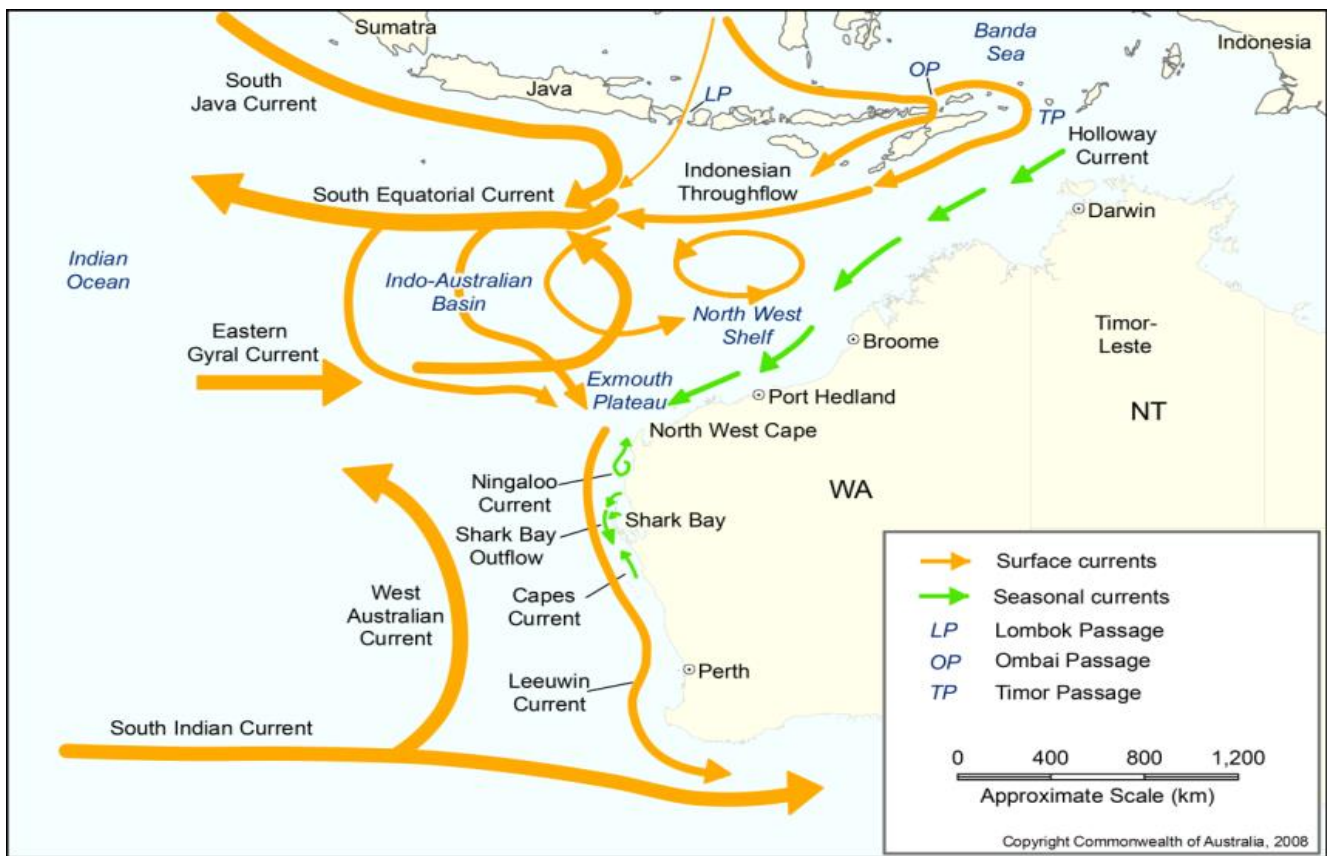 Sumatra
Banda
Sea
Indonesia
South
Java Current
Java
LP
OP
TP
Holloway
Current
Indonesian
Throughflow
South Equatorial Current
Darwin
Indian
Ocean
Indo-Australian
Basin
North West
Shelf
Eastern
Gyral Current
Broome
Timor-
Leste
Exmouth
Plateau
Port Hedland
NT
North West Cape
Ningaloo
Current
WA
Shark Bay
Shark Bay
Outflow
West
Australian
Current
Capes
Current
Leeuwin
Current
Perth
South Indian Current
Surface currents
Seasonal currents
LP Lombok Passage
OP Ombai Passage
TP Timor Passage
0 400 800 1,200
Approximate Scale (km)
Copyright Commonwealth of Australia, 2008